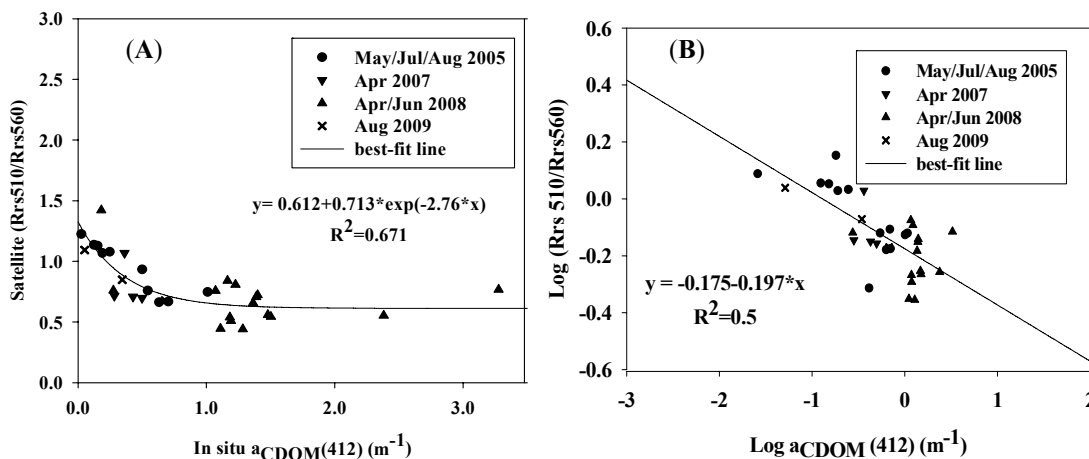 (A)
May/Jul/Aug 2005
Apr 2007
Apr/Jun 2008
Aug 2009
best-fit line
y= 0.612+0.713*exp(-2.76*x)
R²=0.671
Satellite (Rrs510/Rrs560)
3.0
2.5
2.0
1.5
1.0
0.5
0.0
0.0 1.0 2.0 3.0
In situ aCDOM(412) (m⁻¹)
(B)
May/Jul/Aug 2005
Apr 2007
Apr/Jun 2008
Aug 2009
best-fit line
y = -0.175-0.197*x
R²=0.5
Log (Rrs 510/Rrs560)
0.6
0.4
0.2
0.0
-0.2
-0.4
-0.6
-3 -2 -1 0 1 2
Log aCDOM (412) (m⁻¹)